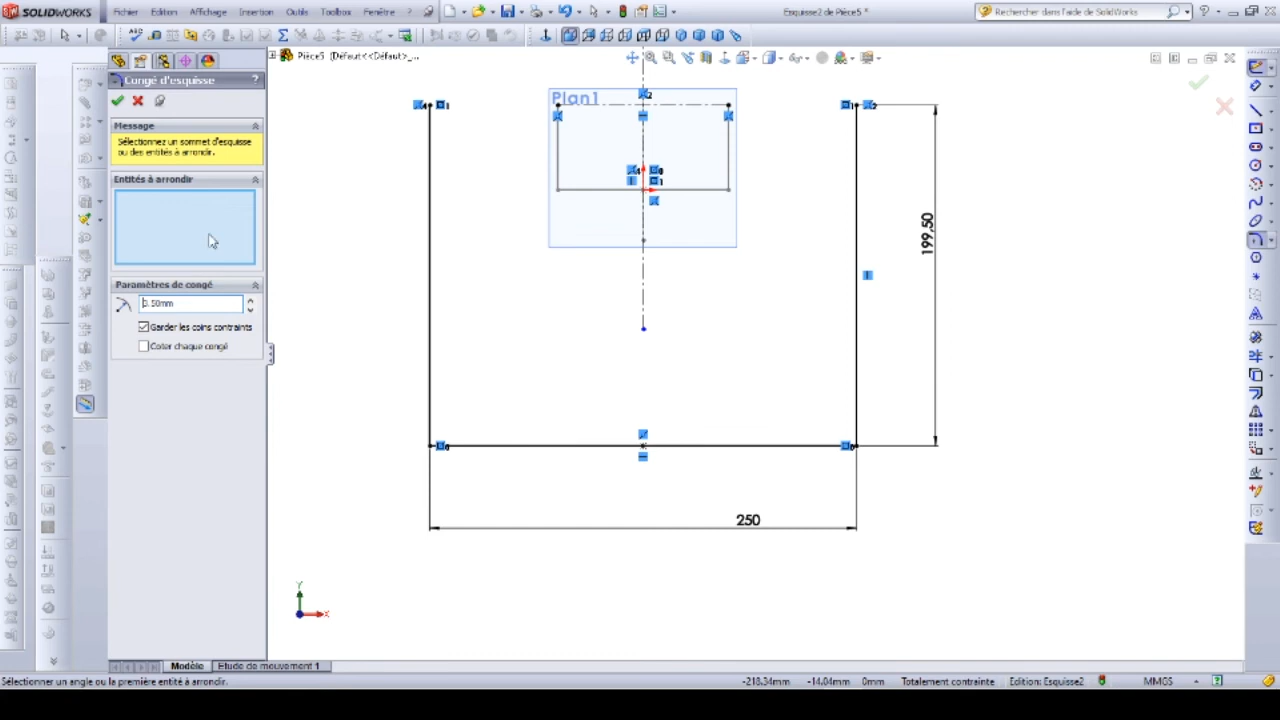 SOLIDWORKS Fichier Edition Affichage Insertion Outils Toolbox Fenêtre ? Esquisse2 de Pièce5 * Rechercher dans l'aide de SolidWorks
Pièce5 (Défaut<<Défaut>_...
Congé d'esquisse ?
Message
Sélectionnez un sommet d'esquisse
ou des entités à arrondir.
Entités à arrondir
Paramètres de congé
Garder les coins contraints
Coter chaque congé
Plan1
199,50
250
Y
X
Modèle Etude de mouvement 1
Sélectionner un angle ou la première entité à arrondir. -218.34mm -14.04mm 0mm Totalement contrainte Edition: Esquisse2 MMGS